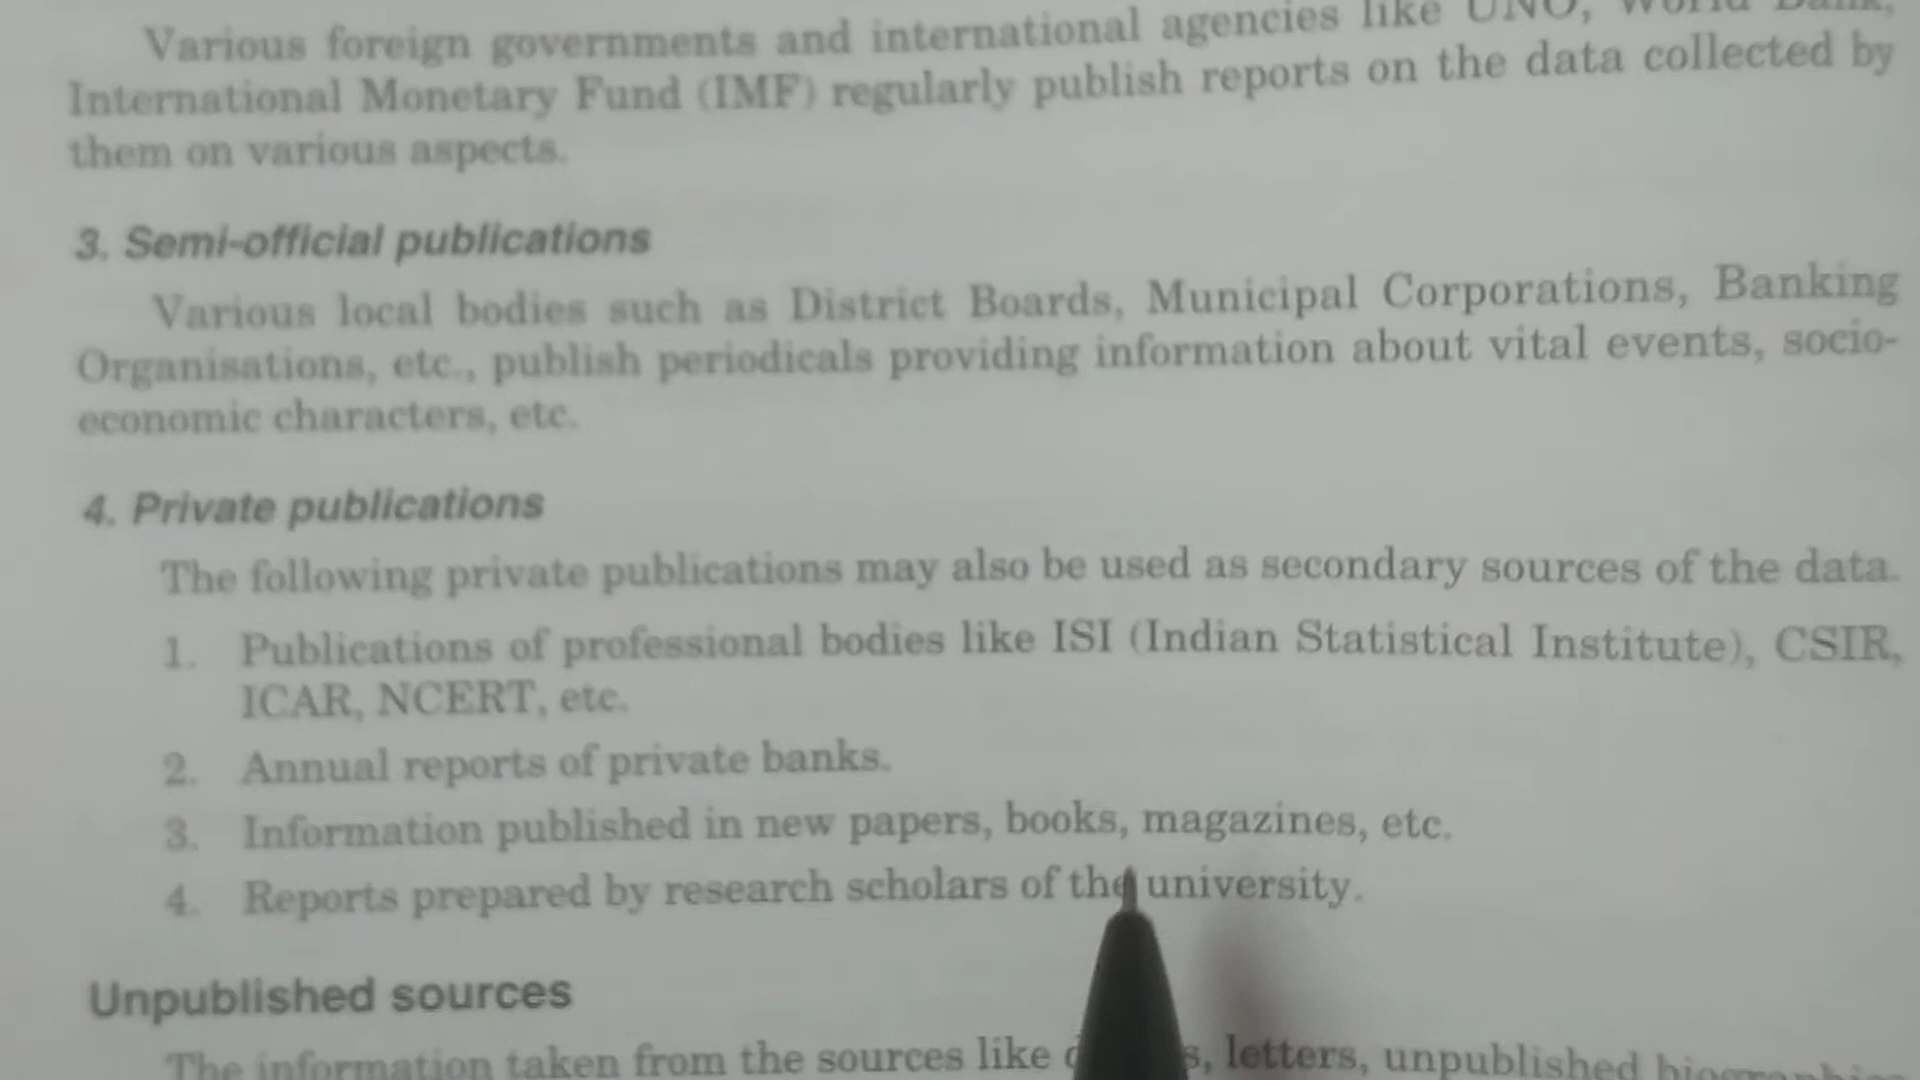 Various foreign governments and international agencies like UNO, World Bank,
International Monetary Fund (IMF) regularly publish reports on the data collected by
them on various aspects.
3. Semi-official publications
Various local bodies such as District Boards, Municipal Corporations, Banking
Organisations, etc., publish periodicals providing information about vital events, socio-
economic characters, etc.
4. Private publications
The following private publications may also be used as secondary sources of the data.
1. Publications of professional bodies like ISI (Indian Statistical Institute), CSIR,
ICAR, NCERT, etc.
2. Annual reports of private banks.
3. Information published in new papers, books, magazines, etc.
4. Reports prepared by research scholars of the university.
Unpublished sources
The information taken from the sources like letters, unpublished